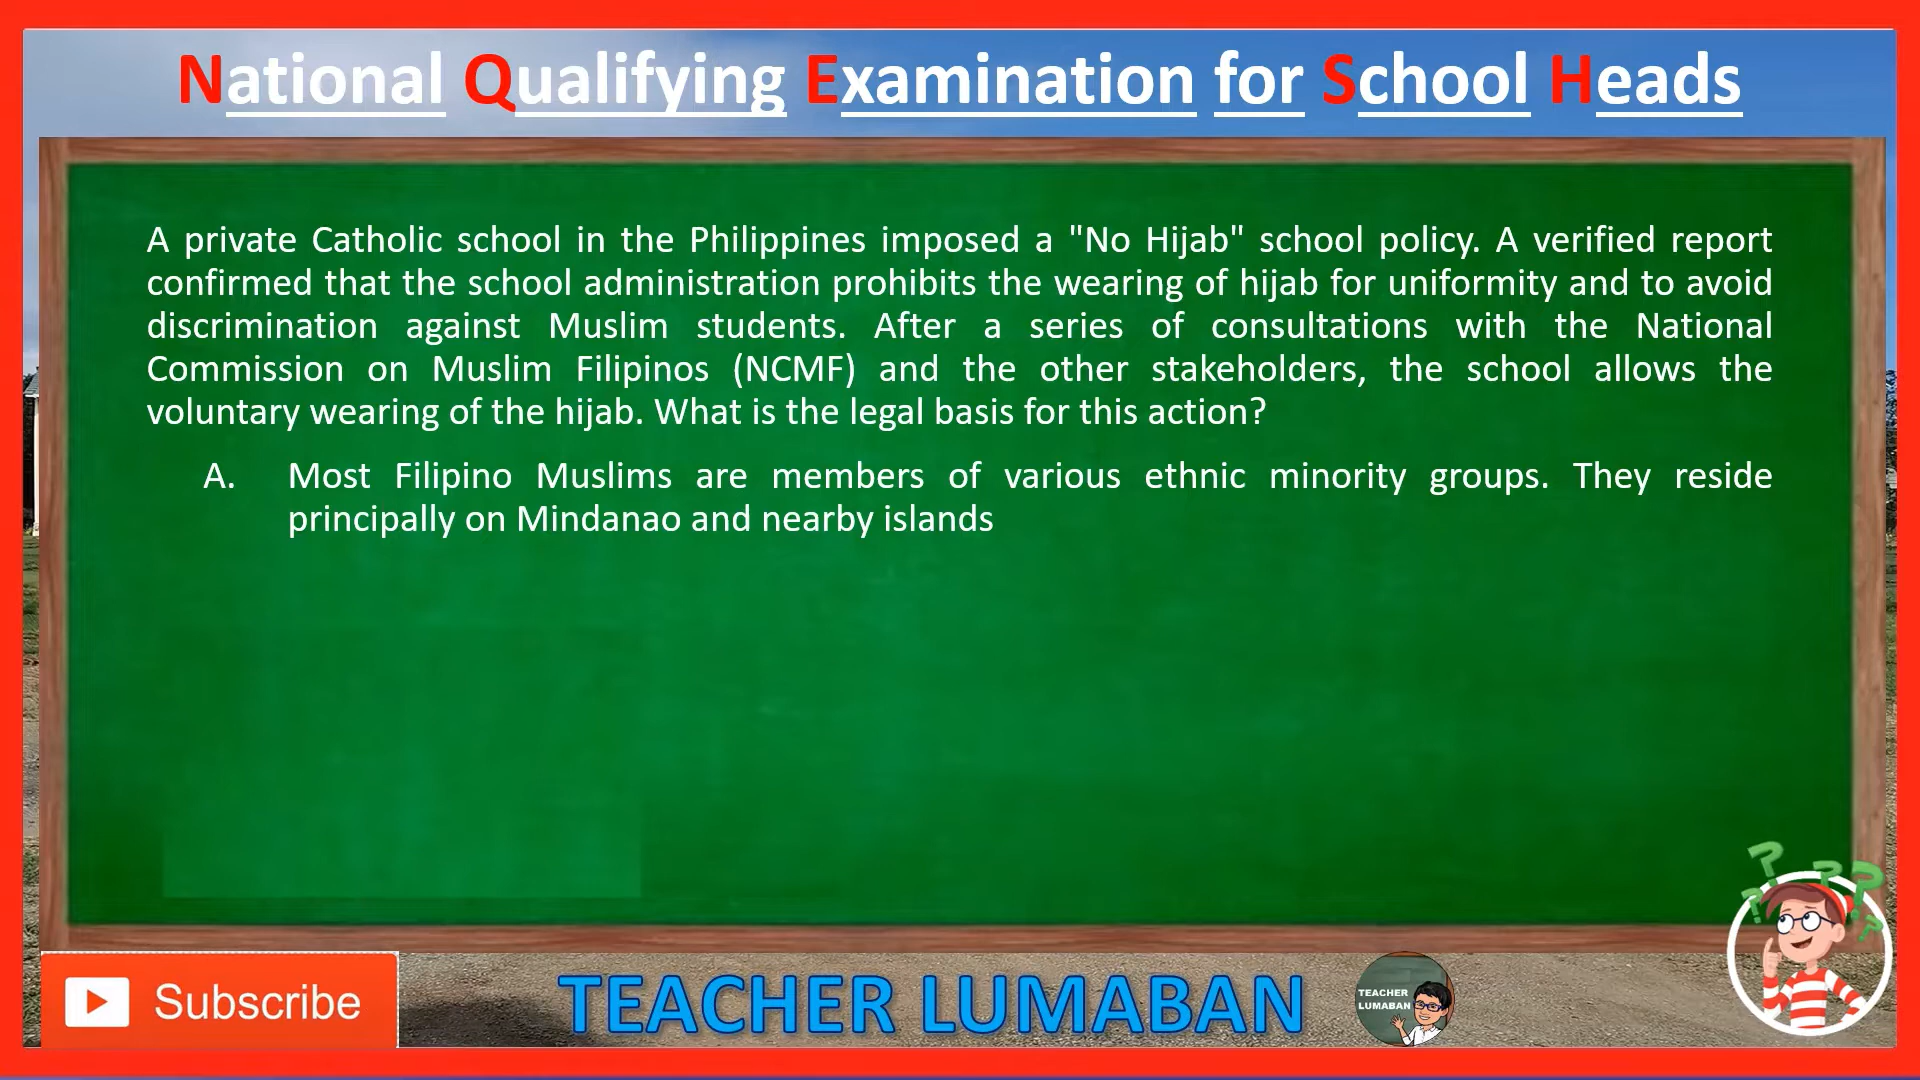 National Qualifying Examination for School Heads
A private Catholic school in the Philippines imposed a "No Hijab" school policy. A verified report
confirmed that the school administration prohibits the wearing of hijab for uniformity and to avoid
discrimination against Muslim students. After a series of consultations with the National
Commission on Muslim Filipinos (NCMF) and the other stakeholders, the school allows the
voluntary wearing of the hijab. What is the legal basis for this action?
A. Most Filipino Muslims are members of various ethnic minority groups. They reside
principally on Mindanao and nearby islands
Subscribe
TEACHER LUMABAN
TEACHER
LUMABAN